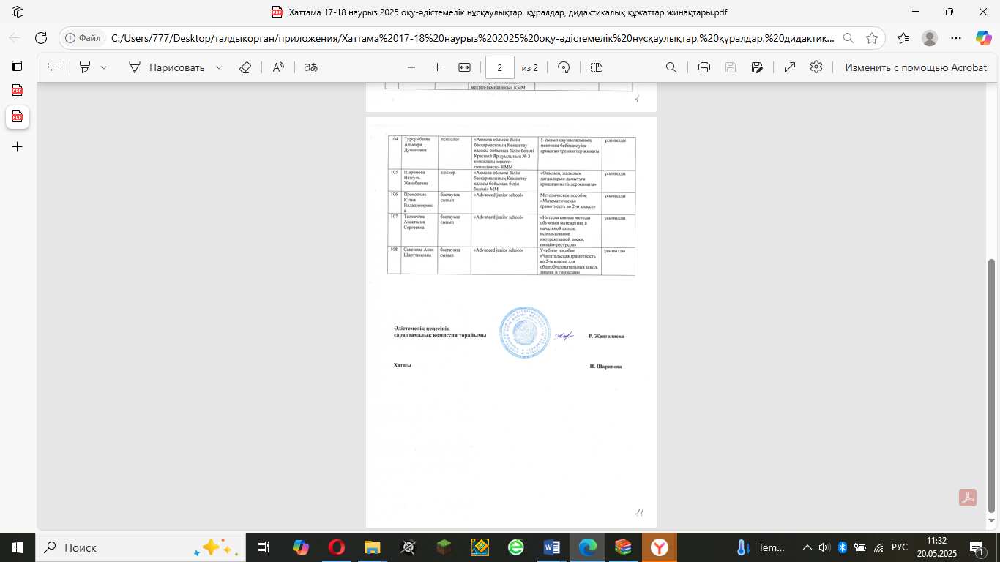 Хаттама 17-18 наурыз 2025 оқу-әдістемелік нұсқаулықтар, құралдар, дидактикалық құжаттар жинақтары.pdf
Файл
C:/Users/777/Desktop/талдыкорган/приложения/Хаттама%2017-18%20наурыз%202025%20оқу-әдістемелік%20нұсқаулықтар,%20құралдар,%20дидактик...
Нарисовать
2
из 2
Изменить с помощью Acrobat
мектеп-гимназиясы» КММ
1
104
Турсумбаева
Альмира
Думановна
психолог
«Ақмола облысы білім
басқармасының Көкшетау
қаласы бойынша білім бөлімі
Красный Яр ауылының № 3
көпсалалы мектеп-
гимназиясы» КММ
5-сынып оқушыларының
мектепке бейімделуіне
арналған тренингтер жинағы
ұсынылды
105
Шарипова
Назгуль
Жанабаевна
әдіскер
«Ақмола облысы білім
басқармасының Көкшетау
қаласы бойынша білім
бөлімі» ММ
«Оқылым, жазылым
дағдыларын дамытуға
арналған мәтіндер жинағы»
ұсынылды
106
Прокопчик
Юлия
Влдадимировн
а
бастауыш
сынып
«Advanced junior school»
Методическое пособие
«Математическая
грамотность во 2-м классе»
ұсынылды
107
Толкачёва
Анастасия
Сергеевна
бастауыш
сынып
«Advanced junior school»
«Интерактивные методы
обучения математике в
начальной школе:
использование
интерактивной доски,
онлайн-ресурсов»
ұсынылды
108
Сакенова Асия
Шарттиновна
бастауыш
сынып
«Advanced junior school»
Учебное пособие
«Читательская грамотность
во 2-м классе для
общеобразовательных школ,
лицеев и гимназии»
ұсынылды
Әдістемелік кеңесінің
сараптамалық комиссия төрайымы
Р. Жангалиева
Хатшы
Н. Шарипова
11
Поиск
Tem...
РУС
11:32
20.05.2025
1